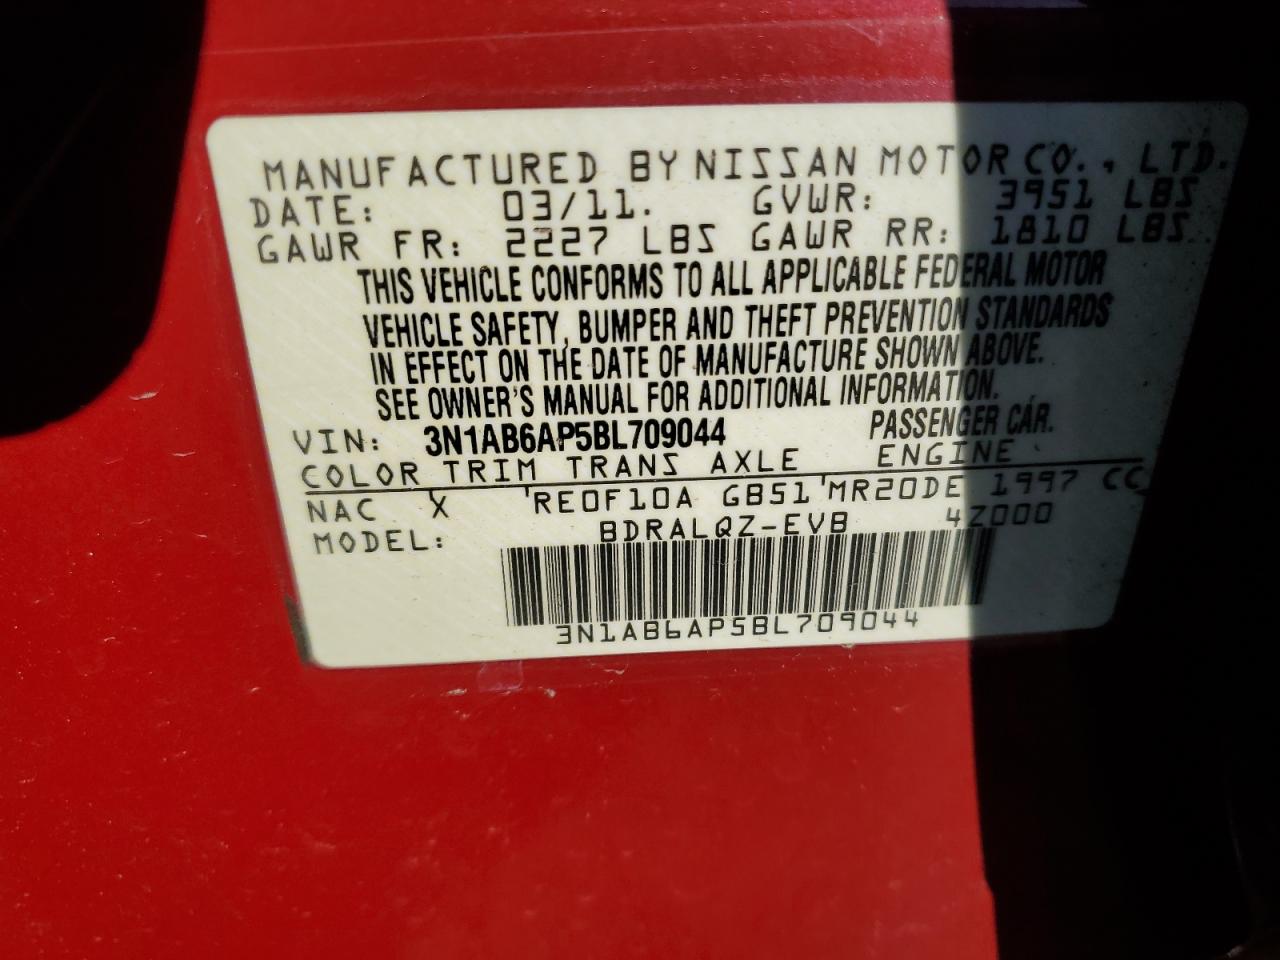 MANUFACTURED BY NISSAN MOTOR CO., LTD.
DATE: 03/11. GVWR: 3951 LBS
GAWR FR: 2227 LBS GAWR RR: 1810 LBS.
THIS VEHICLE CONFORMS TO ALL APPLICABLE FEDERAL MOTOR
VEHICLE SAFETY, BUMPER AND THEFT PREVENTION STANDARDS
IN EFFECT ON THE DATE OF MANUFACTURE SHOWN ABOVE.
SEE OWNER'S MANUAL FOR ADDITIONAL INFORMATION.
VIN: 3N1AB6AP5BL709044 PASSENGER CAR.
COLOR TRIM TRANS AXLE ENGINE
NAC X 'RE0F10A GB51'MR20DE 1997 CC
MODEL: BDRALQZ-EVB 4Z000
3N1AB6AP5BL709044